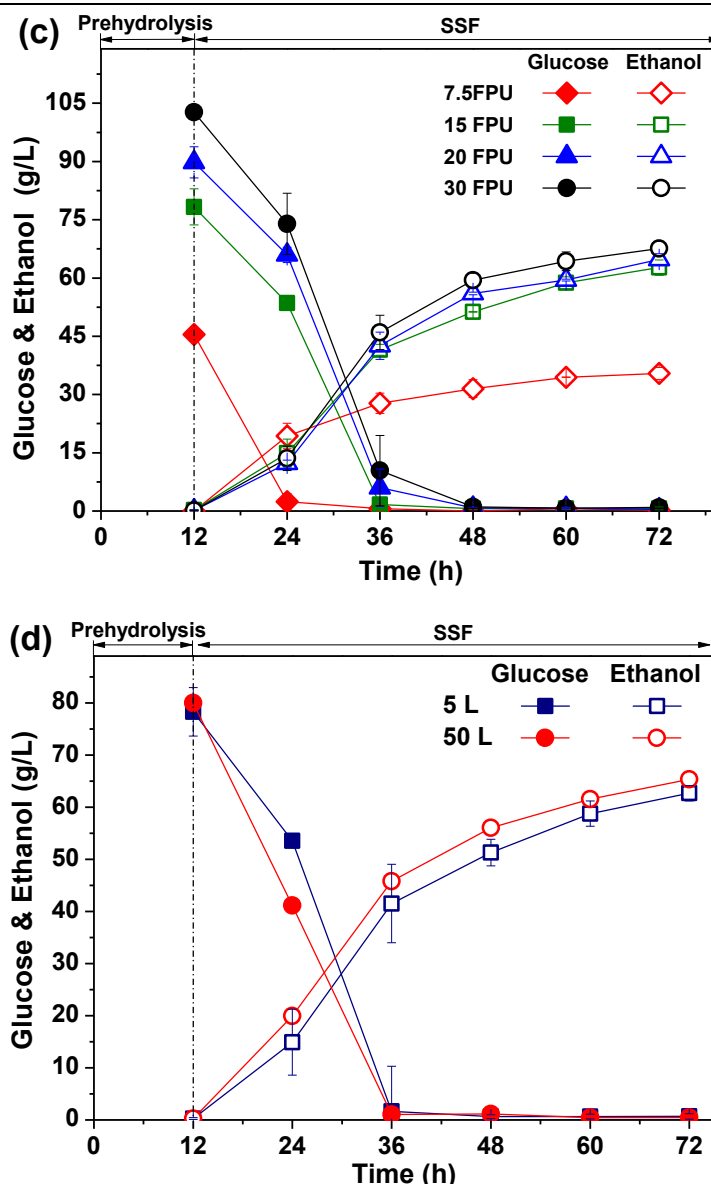 (c)
Prehydrolysis SSF
Glucose Ethanol
7.5FPU
15 FPU
20 FPU
30 FPU
Glucose & Ethanol (g/L)
105
90
75
60
45
30
15
0
0 12 24 36 48 60 72
Time (h)
(d)
Prehydrolysis SSF
Glucose Ethanol
5 L
50 L
Glucose & Ethanol (g/L)
80
70
60
50
40
30
20
10
0
0 12 24 36 48 60 72
Time (h)